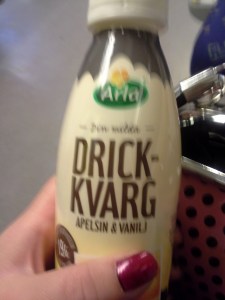 Arla
DRICK-
KVARG
APELSIN & VANILJ